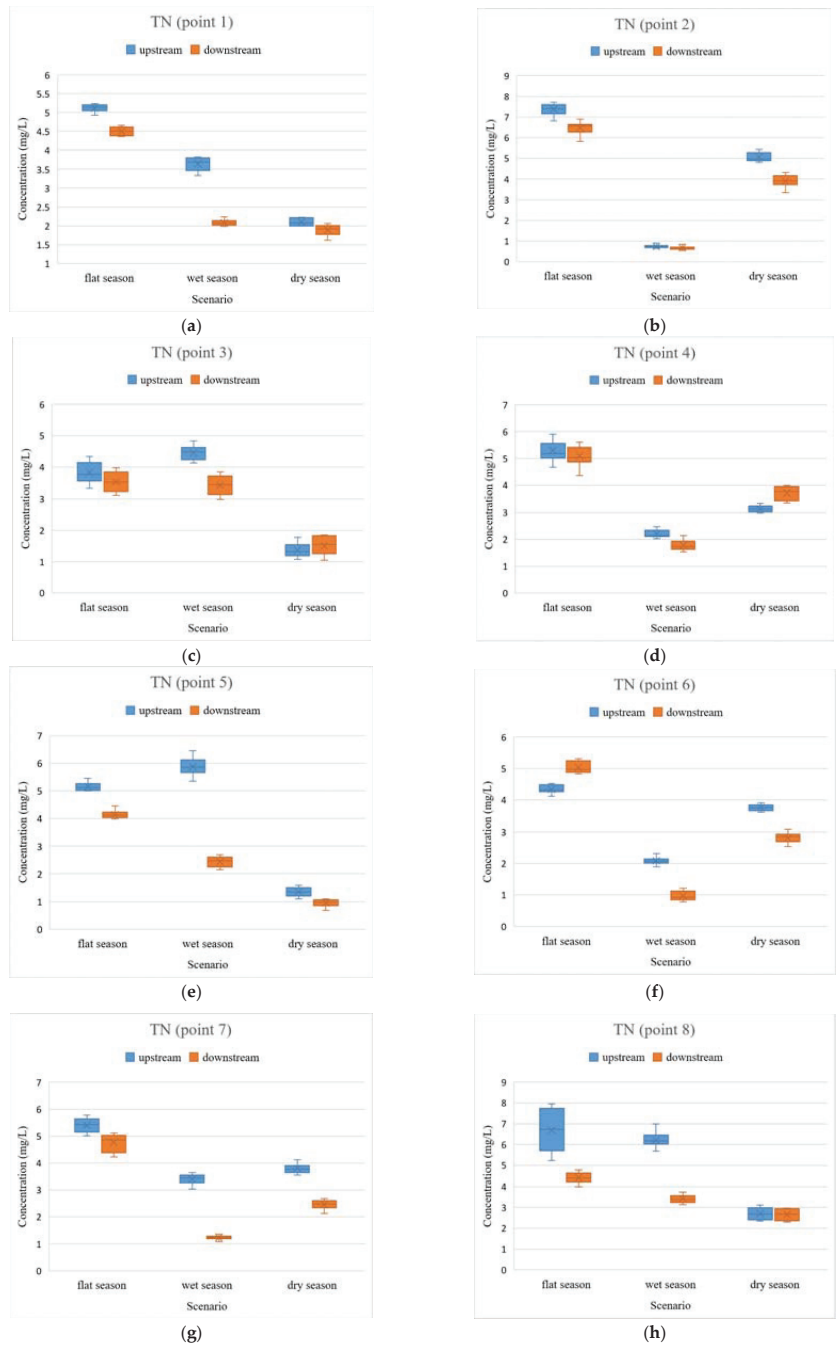 TN (point 1)
upstream downstream
Concentration (mg/L)
6
5.5
5
4.5
4
3.5
3
2.5
2
1.5
1
flat season wet season dry season
Scenario
(a)
TN (point 2)
upstream downstream
Concentration (mg/L)
9
8
7
6
5
4
3
2
1
0
flat season wet season dry season
Scenario
(b)
TN (point 3)
upstream downstream
Concentration (mg/L)
6
5
4
3
2
1
0
flat season wet season dry season
Scenario
(c)
TN (point 4)
upstream downstream
Concentration (mg/L)
7
6
5
4
3
2
1
0
flat season wet season dry season
Scenario
(d)
TN (point 5)
upstream downstream
Concentration (mg/L)
7
6
5
4
3
2
1
0
flat season wet season dry season
Scenario
(e)
TN (point 6)
upstream downstream
Concentration (mg/L)
6
5
4
3
2
1
0
flat season wet season dry season
Scenario
(f)
TN (point 7)
upstream downstream
Concentration (mg/L)
7
6
5
4
3
2
1
0
flat season wet season dry season
Scenario
(g)
TN (point 8)
upstream downstream
Concentration (mg/L)
9
8
7
6
5
4
3
2
1
0
flat season wet season dry season
Scenario
(h)